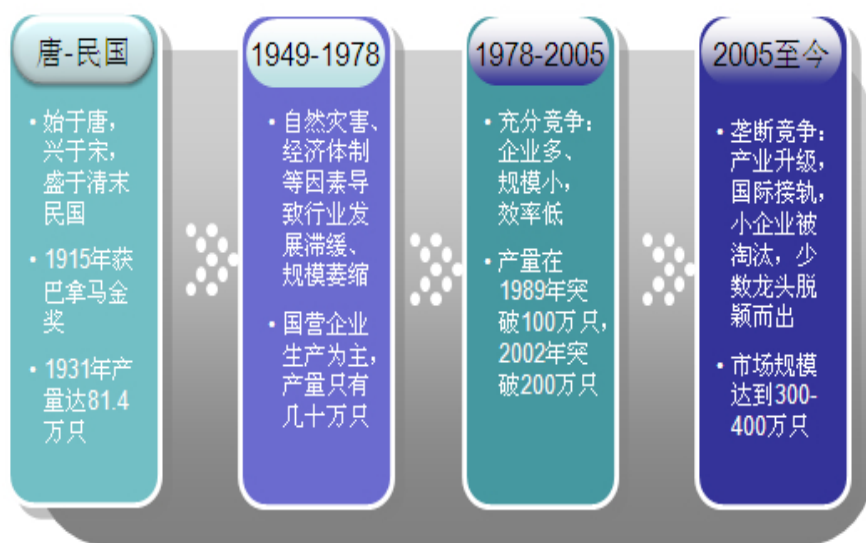 唐-民国
• 始于唐，
兴于宋，
盛于清末
民国
• 1915年获
巴拿马金
奖
• 1931年产
量达81.4
万只
1949-1978
• 自然灾害、
经济体制
等因素导
致行业发
展滞缓、
规模萎缩
• 国营企业
生产为主，
产量只有
几十万只
1978-2005
• 充分竞争：
企业多、
规模小，
效率低
• 产量在
1989年突
破100万只，
2002年突
破200万只
2005至今
• 垄断竞争：
产业升级，
国际接轨，
小企业被
淘汰，少
数龙头脱
颖而出
• 市场规模
达到300-
400万只